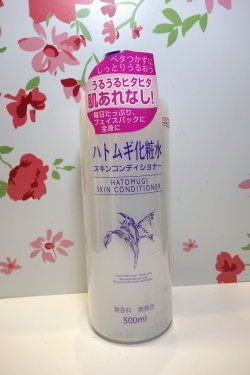 ベタつかずに
しっとりうるおう
うるうるヒタヒタ
肌あれなし!
毎日たっぷり、
フェイスパックに
全身に
ハトムギ化粧水
スキンコンディショナー
HATOMUGI
SKIN CONDITIONER
無香料 無着色
500ml